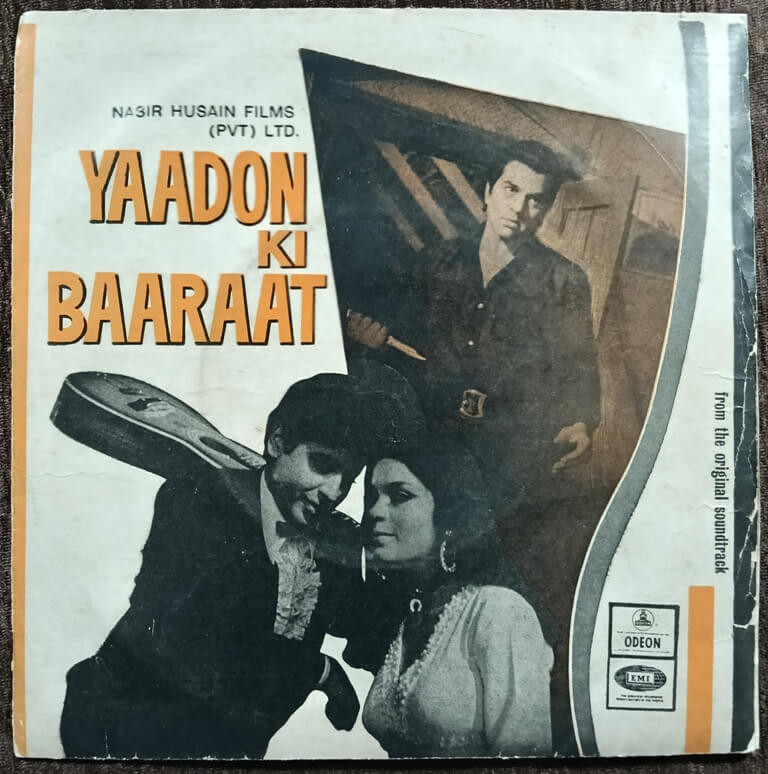 NASIR HUSAIN FILMS
(PVT) LTD.
YAADON
KI
BAARAAT
from the original soundtrack
ODEON
EMI